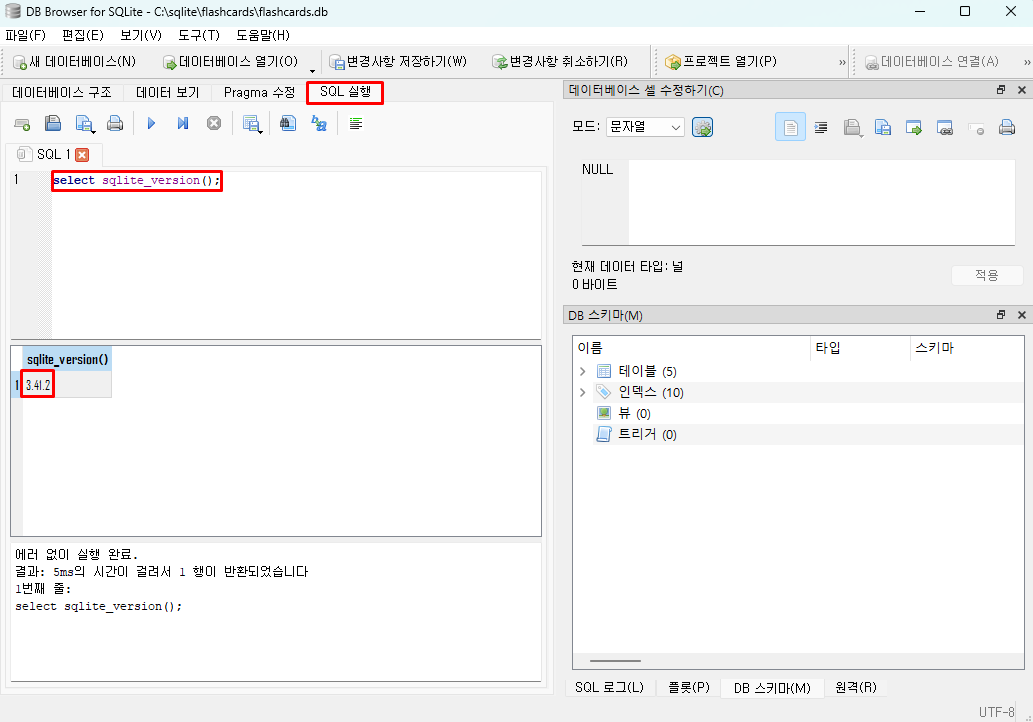 DB Browser for SQLite - C:\sqlite\flashcards\flashcards.db
파일(F) 편집(E) 보기(V) 도구(T) 도움말(H)
새 데이터베이스(N) 데이터베이스 열기(O) 변경사항 저장하기(W) 변경사항 취소하기(R) 프로젝트 열기(P) » 데이터베이스 연결(A) »
데이터베이스 구조 데이터 보기 Pragma 수정 SQL 실행
SQL 1
1 select sqlite_version();
sqlite_version()
1 3.41.2
에러 없이 실행 완료.
결과: 5ms의 시간이 걸려서 1 행이 반환되었습니다
1번째 줄:
select sqlite_version();
데이터베이스 셀 수정하기(C)
모드: 문자열
NULL
현재 데이터 타입: 널
0 바이트
적용
DB 스키마(M)
이름 타입 스키마
테이블 (5)
인덱스 (10)
뷰 (0)
트리거 (0)
SQL 로그(L) 플롯(P) DB 스키마(M) 원격(R)
UTF-8